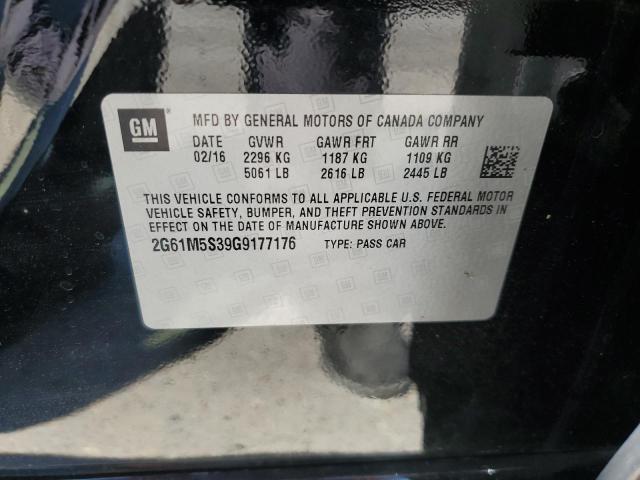 GM
MFD BY GENERAL MOTORS OF CANADA COMPANY
DATE GVWR GAWR FRT GAWR RR
02/16 2296 KG 1187 KG 1109 KG
5061 LB 2616 LB 2445 LB
THIS VEHICLE CONFORMS TO ALL APPLICABLE U.S. FEDERAL MOTOR
VEHICLE SAFETY, BUMPER, AND THEFT PREVENTION STANDARDS IN
EFFECT ON THE DATE OF MANUFACTURE SHOWN ABOVE.
2G61M5S39G9177176 TYPE: PASS CAR